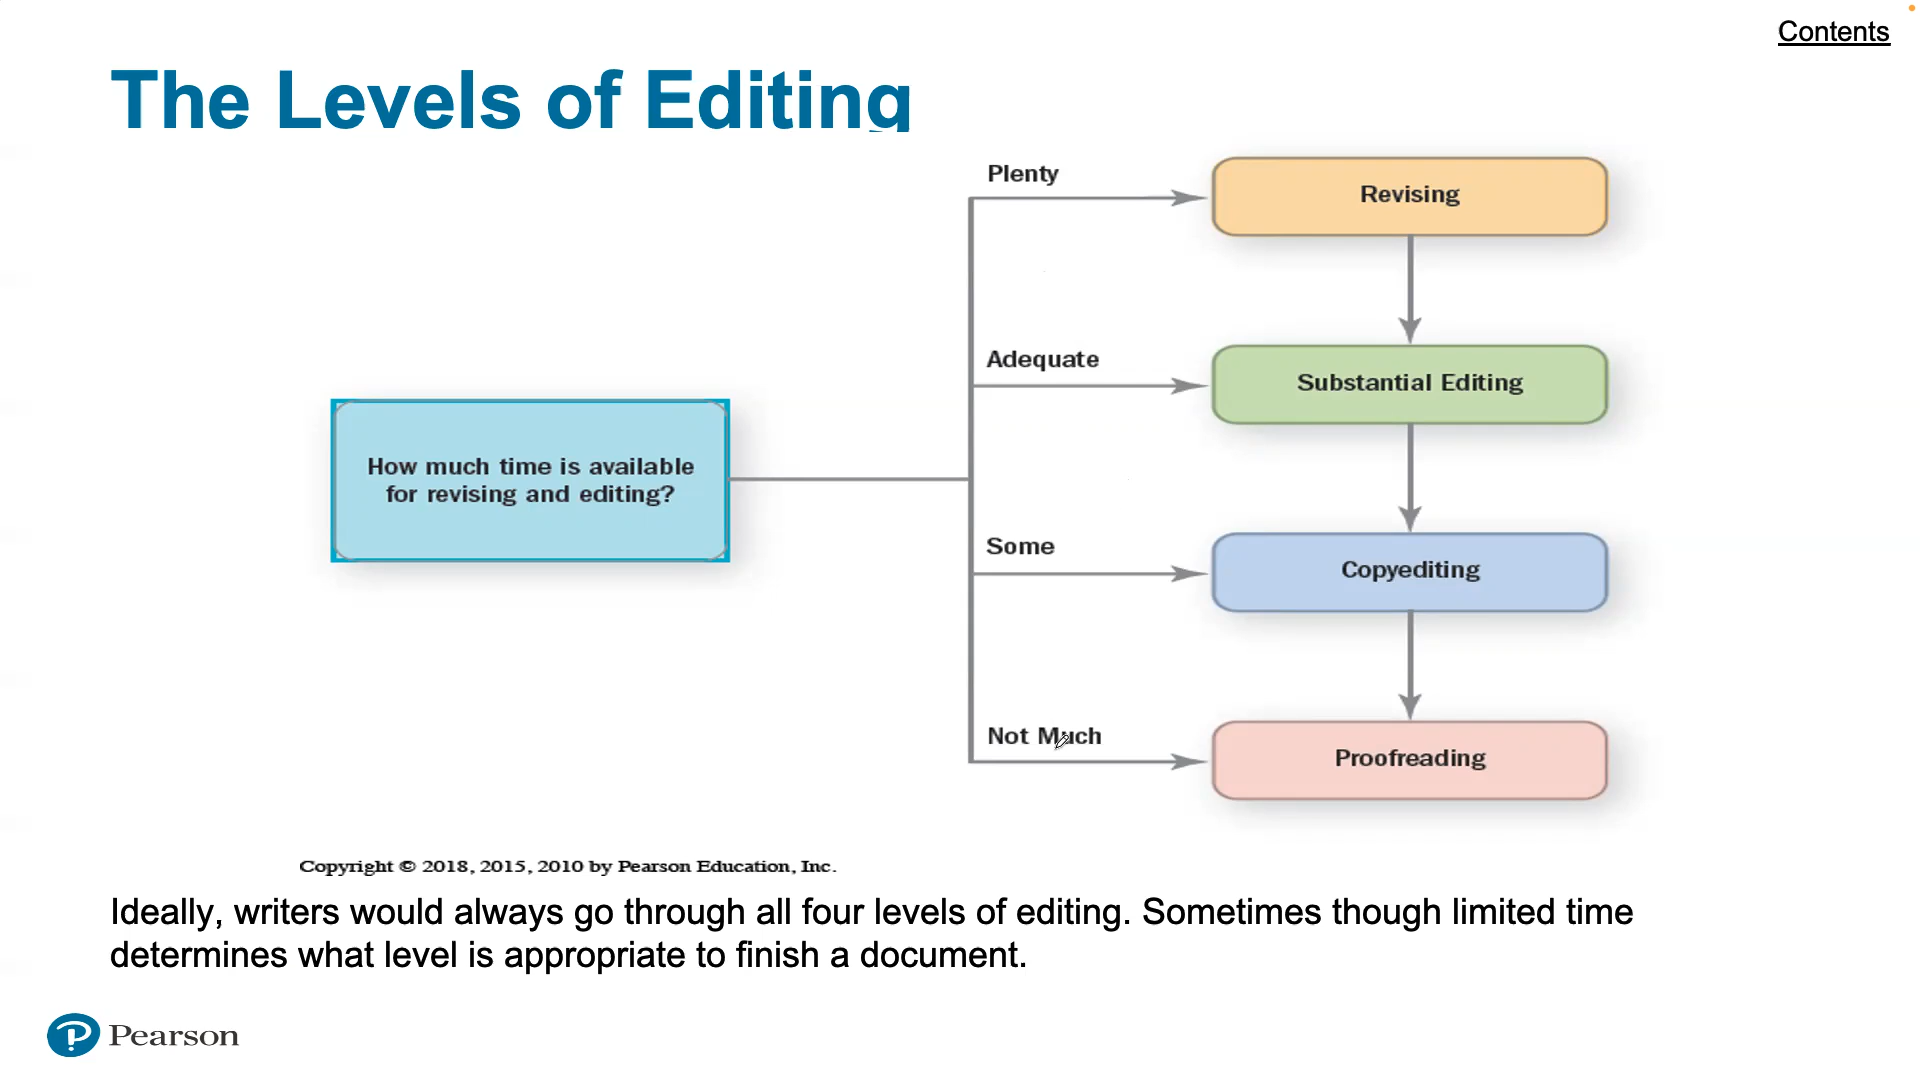 Contents
The Levels of Editing
Plenty
Revising
Adequate
Substantial Editing
How much time is available
for revising and editing?
Some
Copyediting
Not Much
Proofreading
Copyright © 2018, 2015, 2010 by Pearson Education, Inc.
Ideally, writers would always go through all four levels of editing. Sometimes though limited time
determines what level is appropriate to finish a document.
Pearson